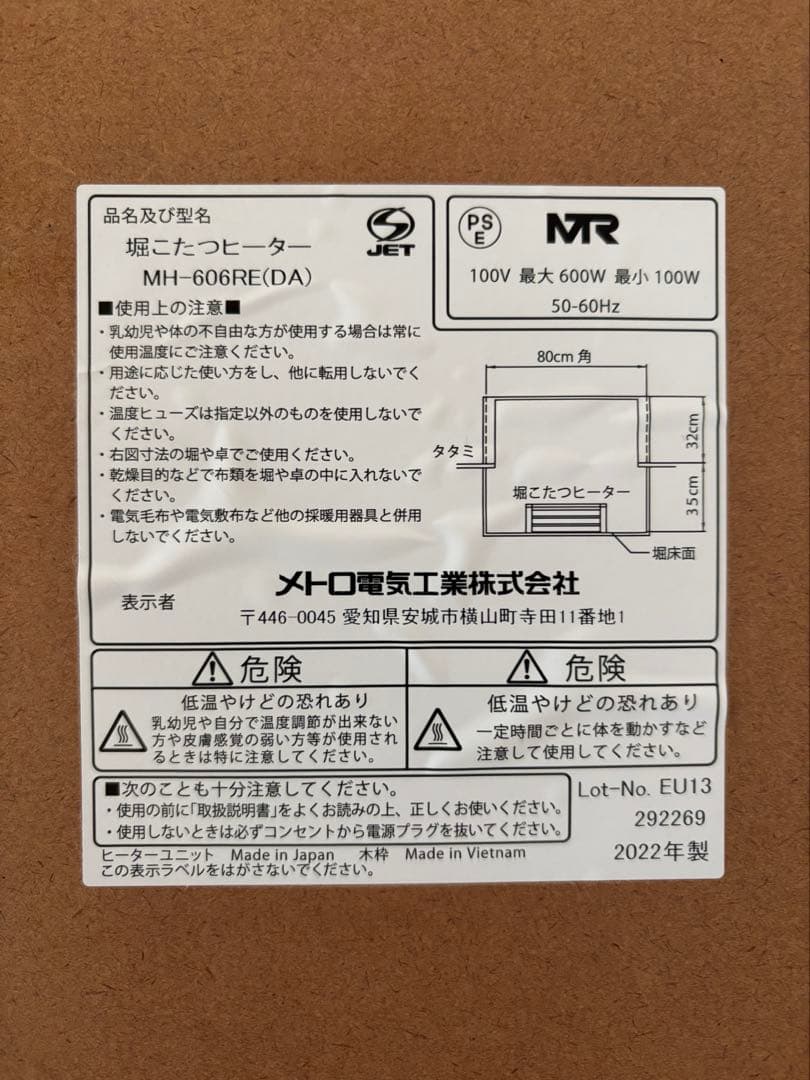 品名及び型名
堀こたつヒーター
MH-606RE(DA)
JET
PS
E
MTR
100V 最大 600W 最小 100W
50-60Hz
■使用上の注意■
・乳幼児や体の不自由な方が使用する場合は常に
使用温度にご注意ください。
・用途に応じた使い方をし、他に転用しないでく
ださい。
・温度ヒューズは指定以外のものを使用しないで
ください。
・右図寸法の堀や卓でご使用ください。
・乾燥目的などで布類を堀や卓の中に入れないで
ください。
・電気毛布や電気敷布など他の採暖用器具と併用
しないでください。
80cm 角
32cm
タタミ
35cm
堀こたつヒーター
堀床面
表示者
メトロ電気工業株式会社
〒446-0045 愛知県安城市横山町寺田11番地1
危険
低温やけどの恐れあり
乳幼児や自分で温度調節が出来ない
方や皮膚感覚の弱い方等が使用され
るときは特に注意してください。
危険
低温やけどの恐れあり
一定時間ごとに体を動かすなど
注意して使用してください。
■次のことも十分注意してください。
・使用の前に「取扱説明書」をよくお読みの上、正しくお使いください。
・使用しないときは必ずコンセントから電源プラグを抜いてください。
Lot-No. EU13
292269
2022年製
ヒーターユニット Made in Japan 木枠 Made in Vietnam
この表示ラベルをはがさないでください。